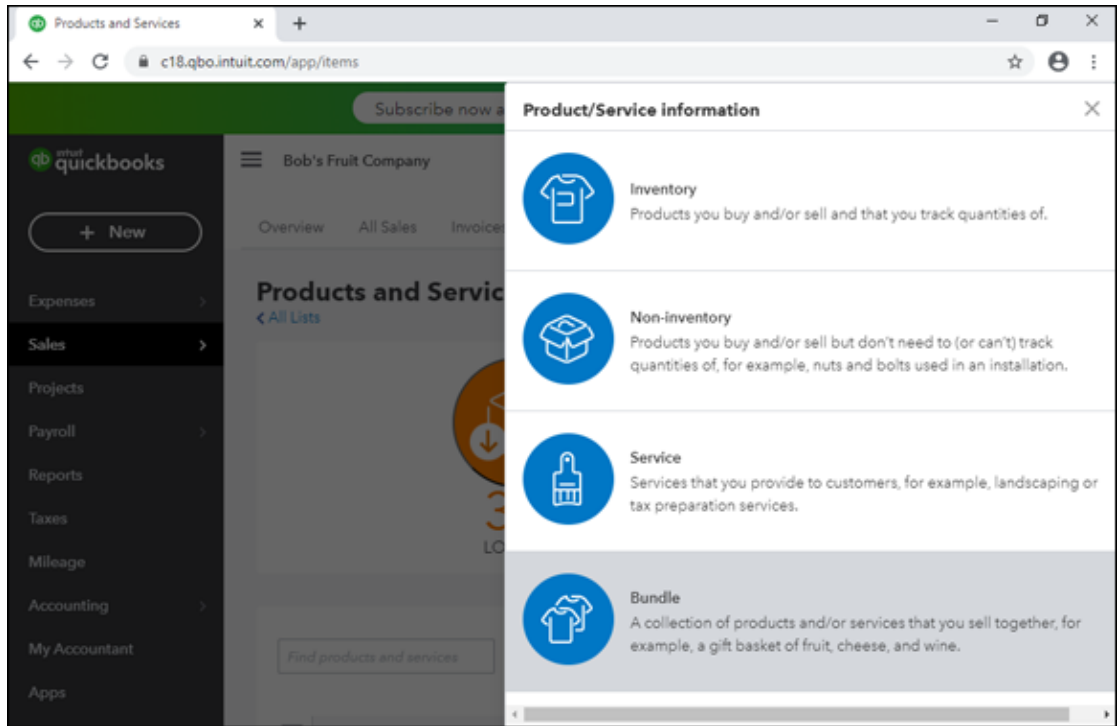 Products and Services
c18.qbo.intuit.com/app/items
Subscribe now a
Product/Service information
intuit
quickbooks
qb
Bob's Fruit Company
+ New
Overview All Sales Invoices
Products and Servic
All Lists
Expenses
Sales
Projects
Payroll
Reports
Taxes
Mileage
Accounting
My Accountant
Apps
3
LO
Find products and services
Inventory
Products you buy and/or sell and that you track quantities of.
Non-inventory
Products you buy and/or sell but don't need to (or can't) track
quantities of, for example, nuts and bolts used in an installation.
Service
Services that you provide to customers, for example, landscaping or
tax preparation services.
Bundle
A collection of products and/or services that you sell together, for
example, a gift basket of fruit, cheese, and wine.